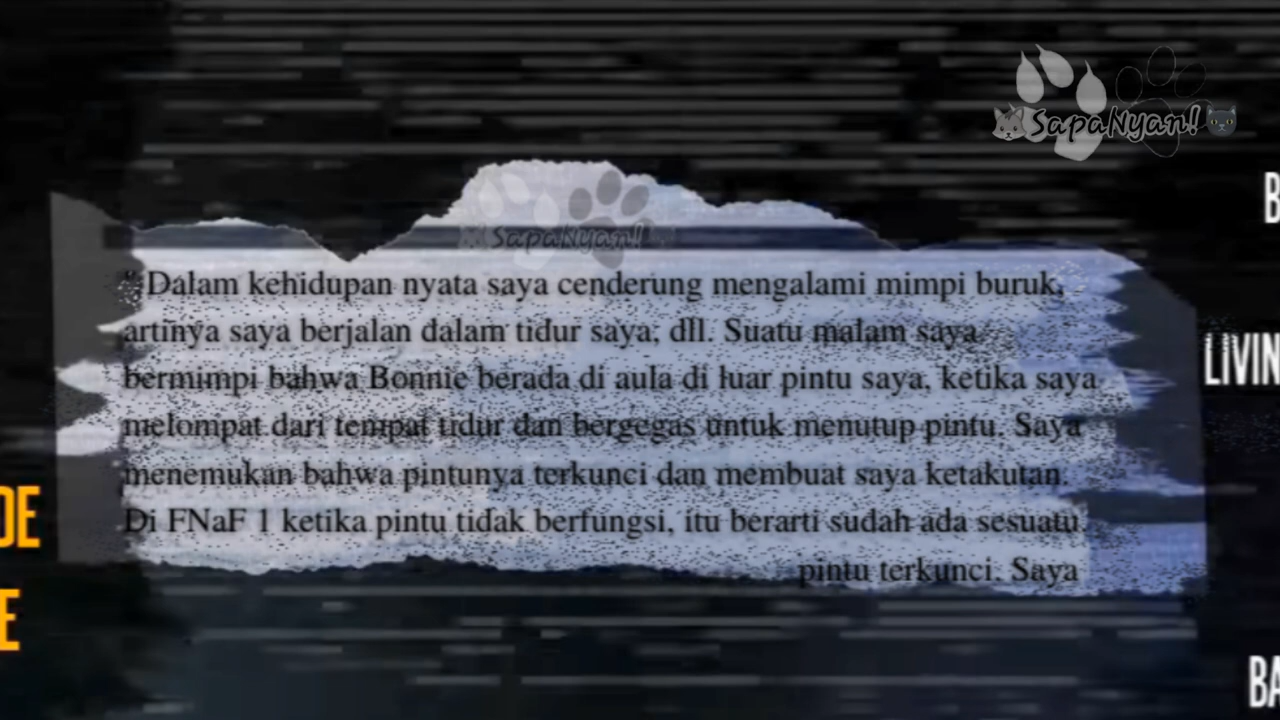 SapaNyan!
SapaNyan!
B
LIVIN
BA
DE
E
"Dalam kehidupan nyata saya cenderung mengalami mimpi buruk,
artinya saya berjalan dalam tidur saya, dll. Suatu malam saya
bermimpi bahwa Bonnie berada di aula di luar pintu saya, ketika saya
melompat dari tempat tidur dan bergegas untuk menutup pintu. Saya
menemukan bahwa pintunya terkunci dan membuat saya ketakutan.
Di FNaF 1 ketika pintu tidak berfungsi, itu berarti sudah ada sesuatu
pintu terkunci. Saya